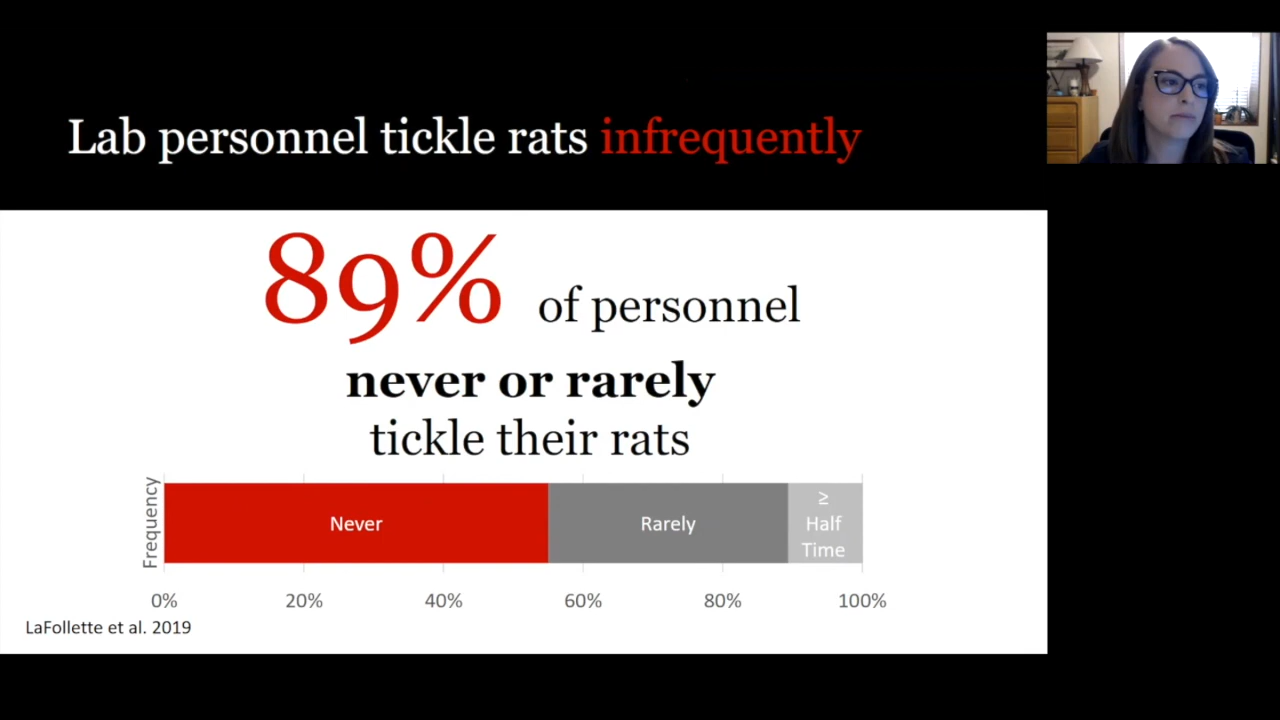 Lab personnel tickle rats infrequently
89% of personnel
never or rarely
tickle their rats
Frequency
Never
Rarely
≥
Half
Time
0%
20%
40%
60%
80%
100%
LaFollette et al. 2019